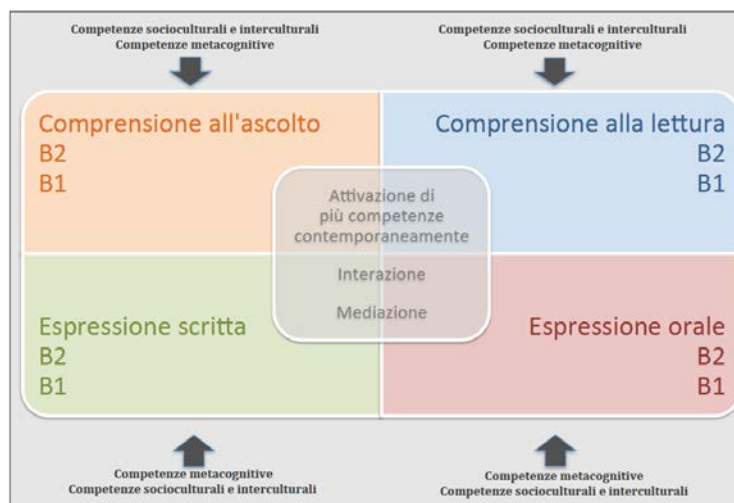 Competenze socioculturali e interculturali
Competenze metacognitive
Competenze socioculturali e interculturali
Competenze metacognitive
Comprensione all'ascolto
B2
B1
Comprensione alla lettura
B2
B1
Attivazione di
più competenze
contemporaneamente
Interazione
Mediazione
Espressione scritta
B2
B1
Espressione orale
B2
B1
Competenze metacognitive
Competenze socioculturali e interculturali
Competenze metacognitive
Competenze socioculturali e interculturali